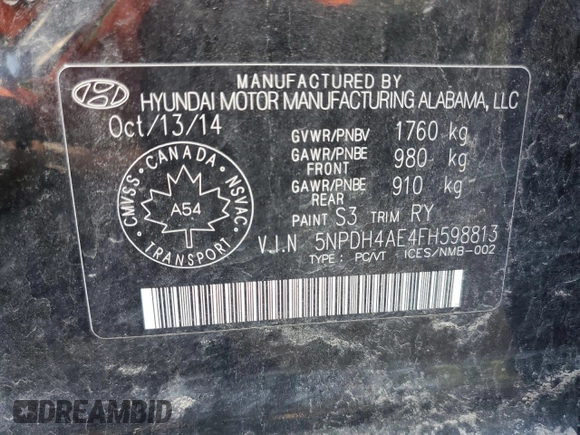 MANUFACTURED BY
HYUNDAI MOTOR MANUFACTURING ALABAMA, LLC
Oct/13/14
GVWR/PNBV 1760 kg
GAWR/PNBE FRONT 980 kg
GAWR/PNBE REAR 910 kg
CMVSS · CANADA · NSVAC
A54
TRANSPORT
PAINT S3 TRIM RY
V.I.N 5NPDH4AE4FH598813
TYPE : PC/VT ICES/NMB-002
DREAMBID